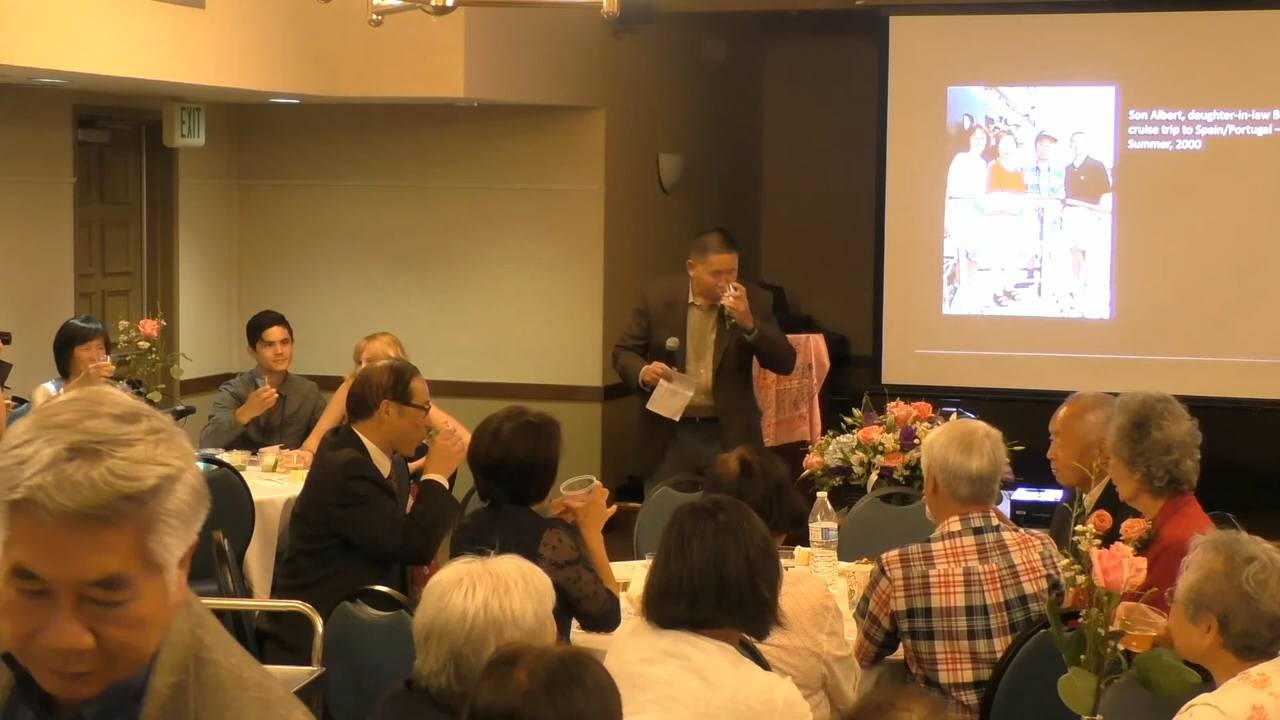 EXIT
Son Albert, daughter-in-law B
cruise trip to Spain/Portugal –
Summer, 2000